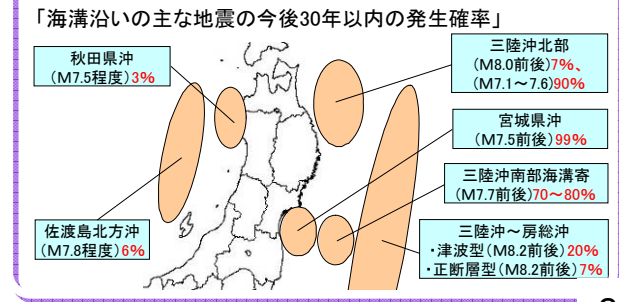 「海溝沿いの主な地震の今後30年以内の発生確率」
秋田県沖
(M7.5程度)3%
三陸沖北部
(M8.0前後)7%、
(M7.1～7.6)90%
宮城県沖
(M7.5前後)99%
三陸沖南部海溝寄
(M7.7前後)70～80%
佐渡島北方沖
(M7.8程度)6%
三陸沖～房総沖
・津波型(M8.2前後)20%
・正断層型(M8.2前後)7%